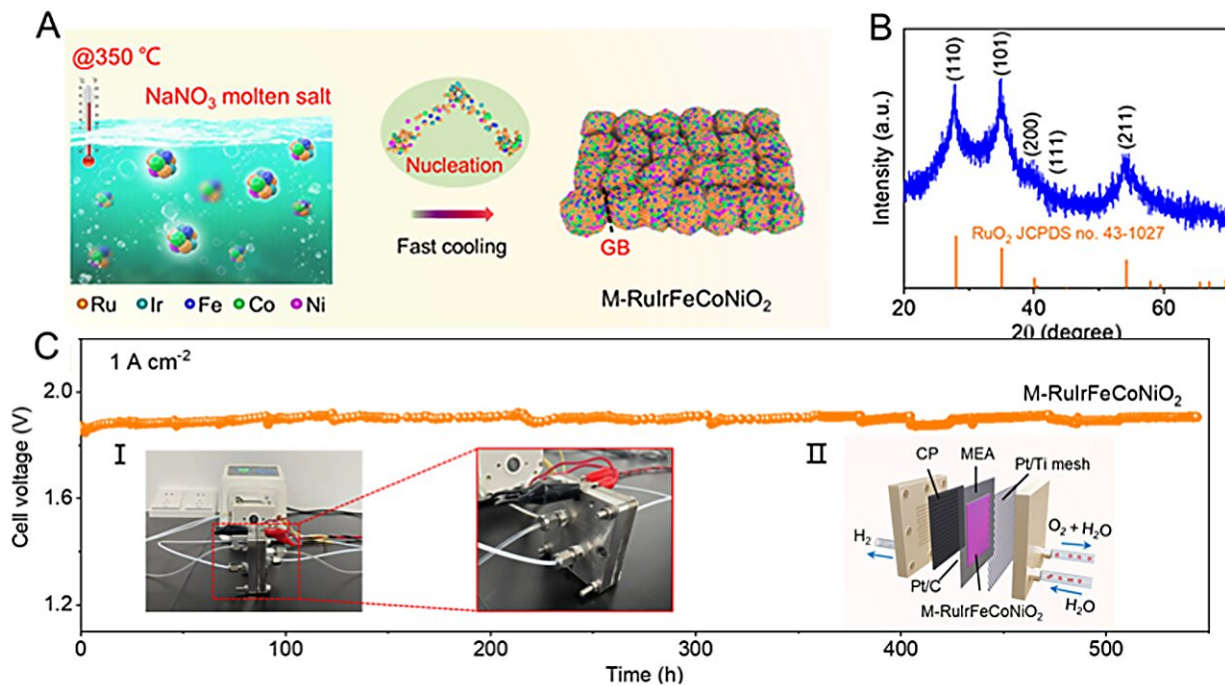 A
@350 ℃
NaNO₃ molten salt
Nucleation
Fast cooling
GB
Ru Ir Fe Co Ni
M-RuIrFeCoNiO₂
B
Intensity (a.u.)
(110)
(101)
(200)
(111)
(211)
RuO₂ JCPDS no. 43-1027
20 40 60
2θ (degree)
C
1 A cm⁻²
M-RuIrFeCoNiO₂
Cell voltage (V)
2.0
1.6
1.2
I
II
CP
MEA
Pt/Ti mesh
H₂
O₂ + H₂O
Pt/C
M-RuIrFeCoNiO₂
H₂O
0 100 200 300 400 500
Time (h)